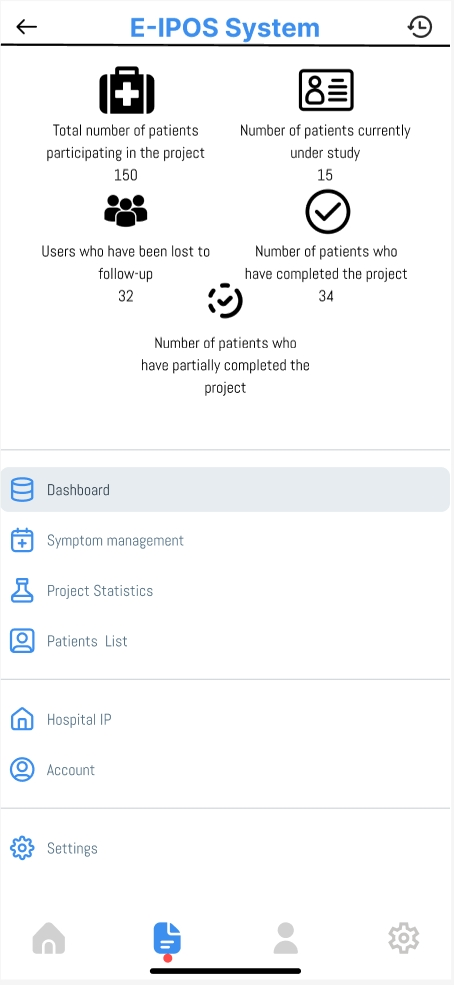 E-IPOS System
Total number of patients
participating in the project
150
Number of patients currently
under study
15
Users who have been lost to
follow-up
32
Number of patients who
have completed the project
34
Number of patients who
have partially completed the
project
Dashboard
Symptom management
Project Statistics
Patients List
Hospital IP
Account
Settings